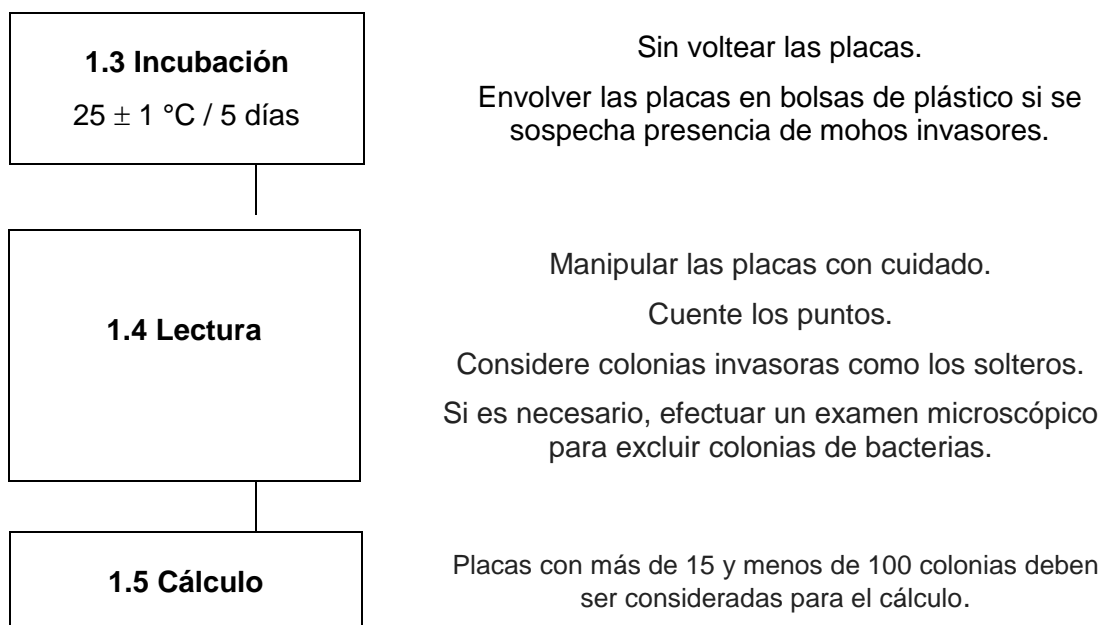 1.3 Incubación
25 ± 1 °C / 5 días
Sin voltear las placas.
Envolver las placas en bolsas de plástico si se
sospecha presencia de mohos invasores.
1.4 Lectura
Manipular las placas con cuidado.
Cuente los puntos.
Considere colonias invasoras como los solteros.
Si es necesario, efectuar un examen microscópico
para excluir colonias de bacterias.
1.5 Cálculo
Placas con más de 15 y menos de 100 colonias deben
ser consideradas para el cálculo.